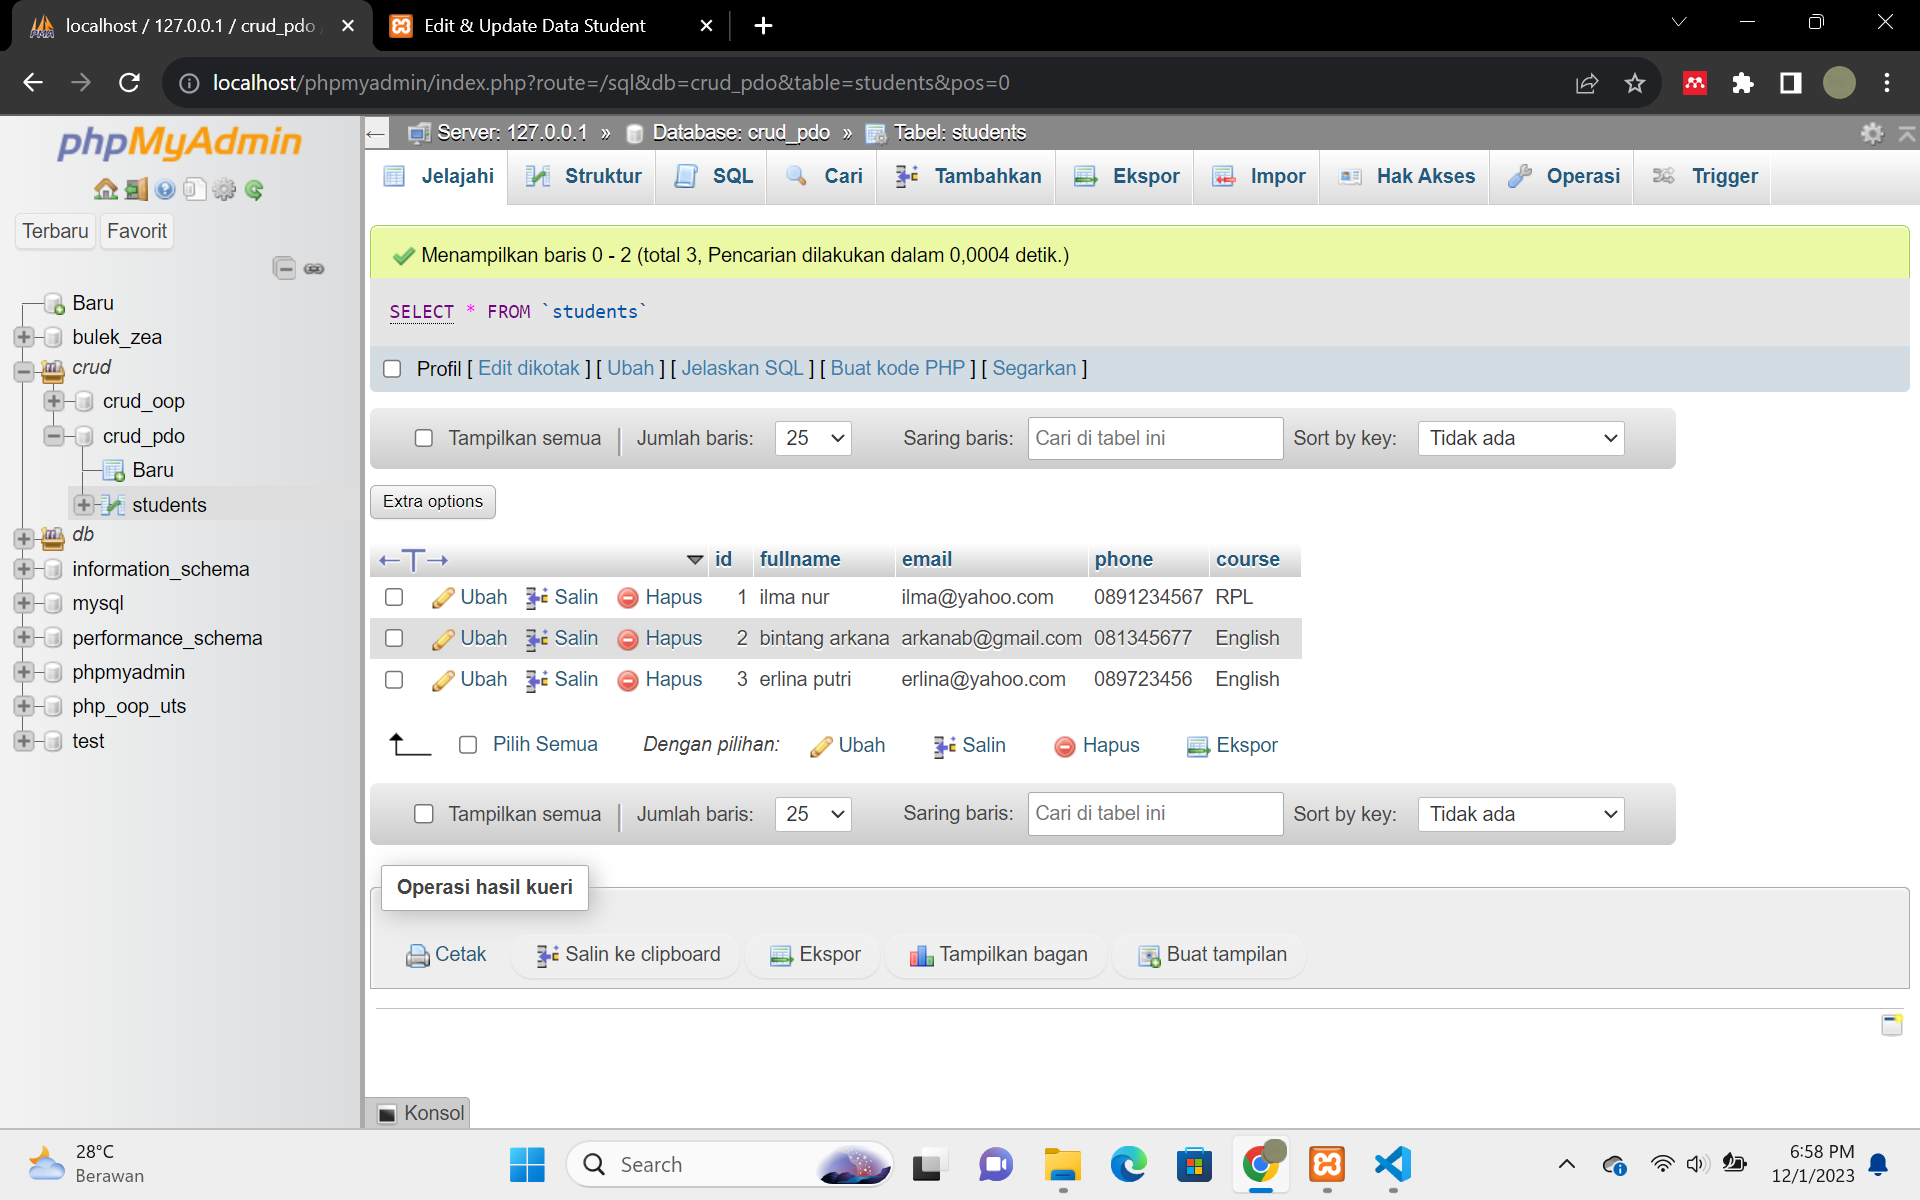 localhost / 127.0.0.1 / crud_pdo
Edit & Update Data Student
localhost/phpmyadmin/index.php?route=/sql&db=crud_pdo&table=students&pos=0
phpMyAdmin
Server: 127.0.0.1 » Database: crud_pdo » Tabel: students
Jelajahi Struktur SQL Cari Tambahkan Ekspor Impor Hak Akses Operasi Trigger
Terbaru Favorit
Baru
bulek_zea
crud
crud_oop
crud_pdo
Baru
students
db
information_schema
mysql
performance_schema
phpmyadmin
php_oop_uts
test
Menampilkan baris 0 - 2 (total 3, Pencarian dilakukan dalam 0,0004 detik.)
SELECT * FROM `students`
Profil [ Edit dikotak ] [ Ubah ] [ Jelaskan SQL ] [ Buat kode PHP ] [ Segarkan ]
Tampilkan semua | Jumlah baris: 25 Saring baris: Cari di tabel ini Sort by key: Tidak ada
Extra options
←T→ id fullname email phone course
Ubah Salin Hapus 1 ilma nur ilma@yahoo.com 0891234567 RPL
Ubah Salin Hapus 2 bintang arkana arkanab@gmail.com 081345677 English
Ubah Salin Hapus 3 erlina putri erlina@yahoo.com 089723456 English
Pilih Semua Dengan pilihan: Ubah Salin Hapus Ekspor
Tampilkan semua | Jumlah baris: 25 Saring baris: Cari di tabel ini Sort by key: Tidak ada
Operasi hasil kueri
Cetak Salin ke clipboard Ekspor Tampilkan bagan Buat tampilan
Konsol
28°C
Berawan
Search
6:58 PM
12/1/2023